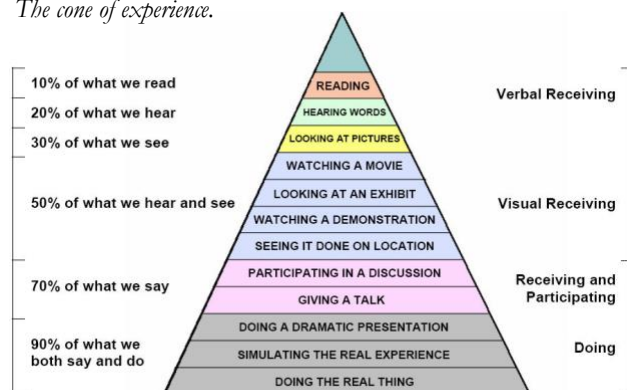 The cone of experience.
10% of what we read
READING
Verbal Receiving
20% of what we hear
HEARING WORDS
30% of what we see
LOOKING AT PICTURES
WATCHING A MOVIE
50% of what we hear and see
LOOKING AT AN EXHIBIT
Visual Receiving
WATCHING A DEMONSTRATION
SEEING IT DONE ON LOCATION
70% of what we say
PARTICIPATING IN A DISCUSSION
GIVING A TALK
Receiving and
Participating
90% of what we
both say and do
DOING A DRAMATIC PRESENTATION
SIMULATING THE REAL EXPERIENCE
DOING THE REAL THING
Doing